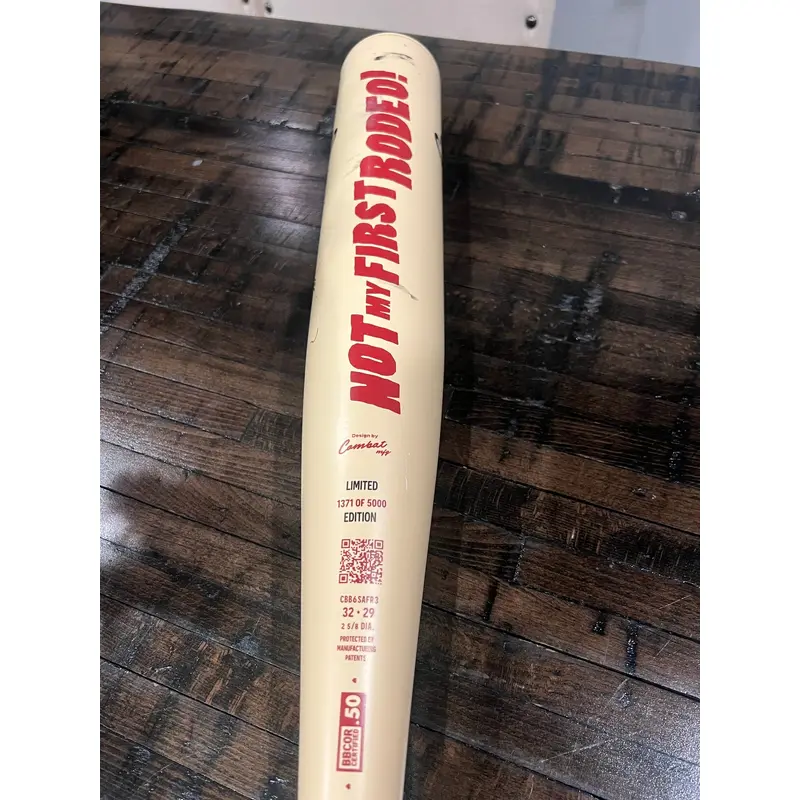 NOT MY FIRST RODEO!
Design by
Combat
mfg
LIMITED
1371 OF 5000
EDITION
CBB6SAFR3
32 • 29
2 5/8 DIA.
PROTECTED BY
MANUFACTURING
PATENTS
BBCOR
CERTIFIED
.50